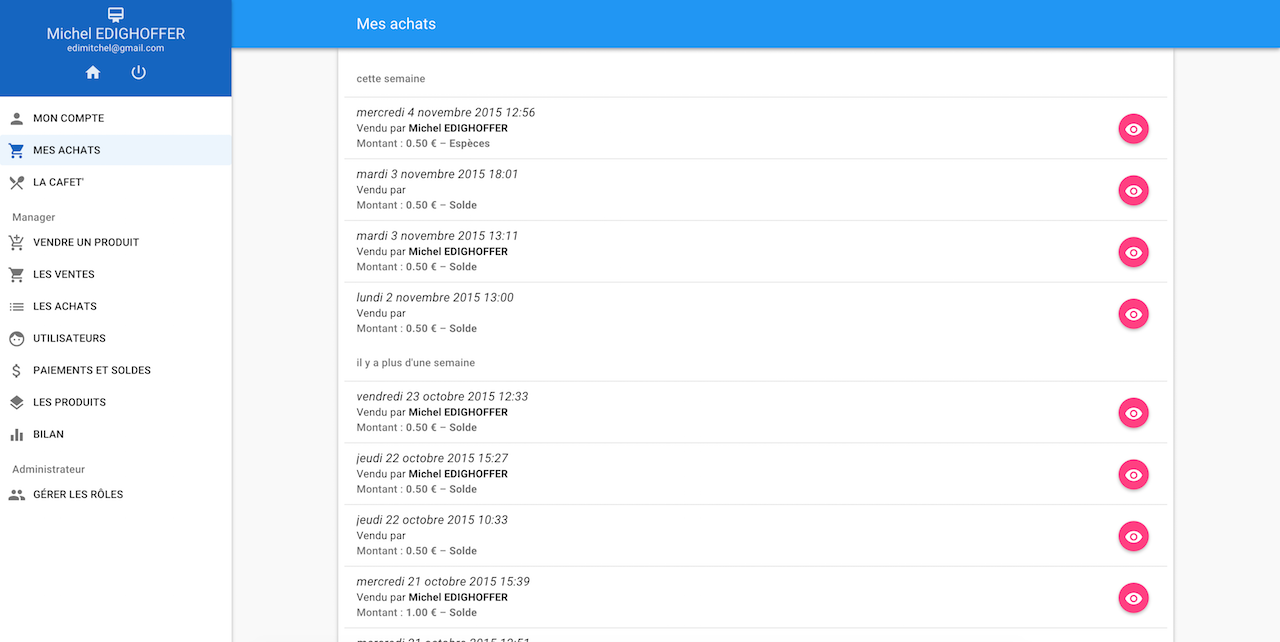 Michel EDIGHOFFER
edimitchel@gmail.com
MON COMPTE
MES ACHATS
LA CAFET'
Manager
VENDRE UN PRODUIT
LES VENTES
LES ACHATS
UTILISATEURS
PAIEMENTS ET SOLDES
LES PRODUITS
BILAN
Administrateur
GÉRER LES RÔLES
Mes achats
cette semaine
mercredi 4 novembre 2015 12:56
Vendu par Michel EDIGHOFFER
Montant : 0.50 € – Espèces
mardi 3 novembre 2015 18:01
Vendu par
Montant : 0.50 € – Solde
mardi 3 novembre 2015 13:11
Vendu par Michel EDIGHOFFER
Montant : 0.50 € – Solde
lundi 2 novembre 2015 13:00
Vendu par
Montant : 0.50 € – Solde
il y a plus d'une semaine
vendredi 23 octobre 2015 12:33
Vendu par Michel EDIGHOFFER
Montant : 0.50 € – Solde
jeudi 22 octobre 2015 15:27
Vendu par Michel EDIGHOFFER
Montant : 0.50 € – Solde
jeudi 22 octobre 2015 10:33
Vendu par
Montant : 0.50 € – Solde
mercredi 21 octobre 2015 15:39
Vendu par Michel EDIGHOFFER
Montant : 1.00 € – Solde
mercredi 21 octobre 2015 12:51